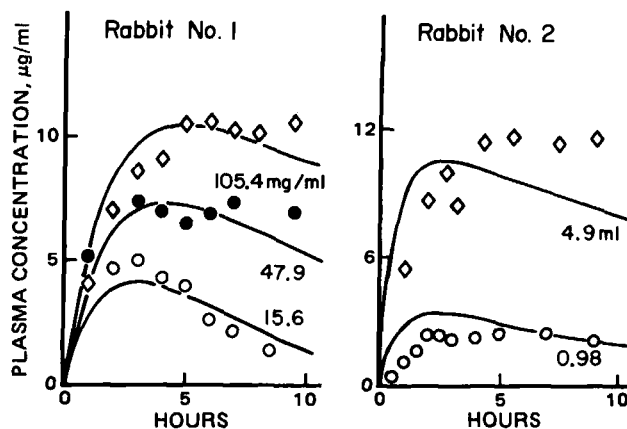 Rabbit No. 1
Rabbit No. 2
PLASMA CONCENTRATION, µg/ml
10
5
0
105.4 mg/ml
47.9
15.6
0 5 10
HOURS
12
6
0
4.9 ml
0.98
0 5 10
HOURS